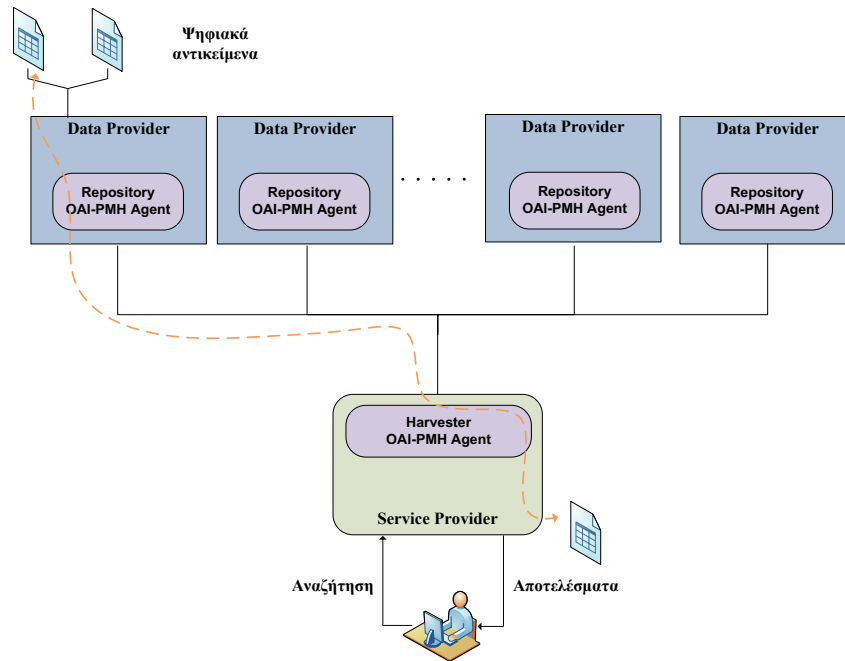 Ψηφιακά
αντικείμενα
Data Provider
Data Provider
Data Provider
Data Provider
Repository
OAI-PMH Agent
Repository
OAI-PMH Agent
. . . . .
Repository
OAI-PMH Agent
Repository
OAI-PMH Agent
Harvester
OAI-PMH Agent
Service Provider
Αναζήτηση
Αποτελέσματα